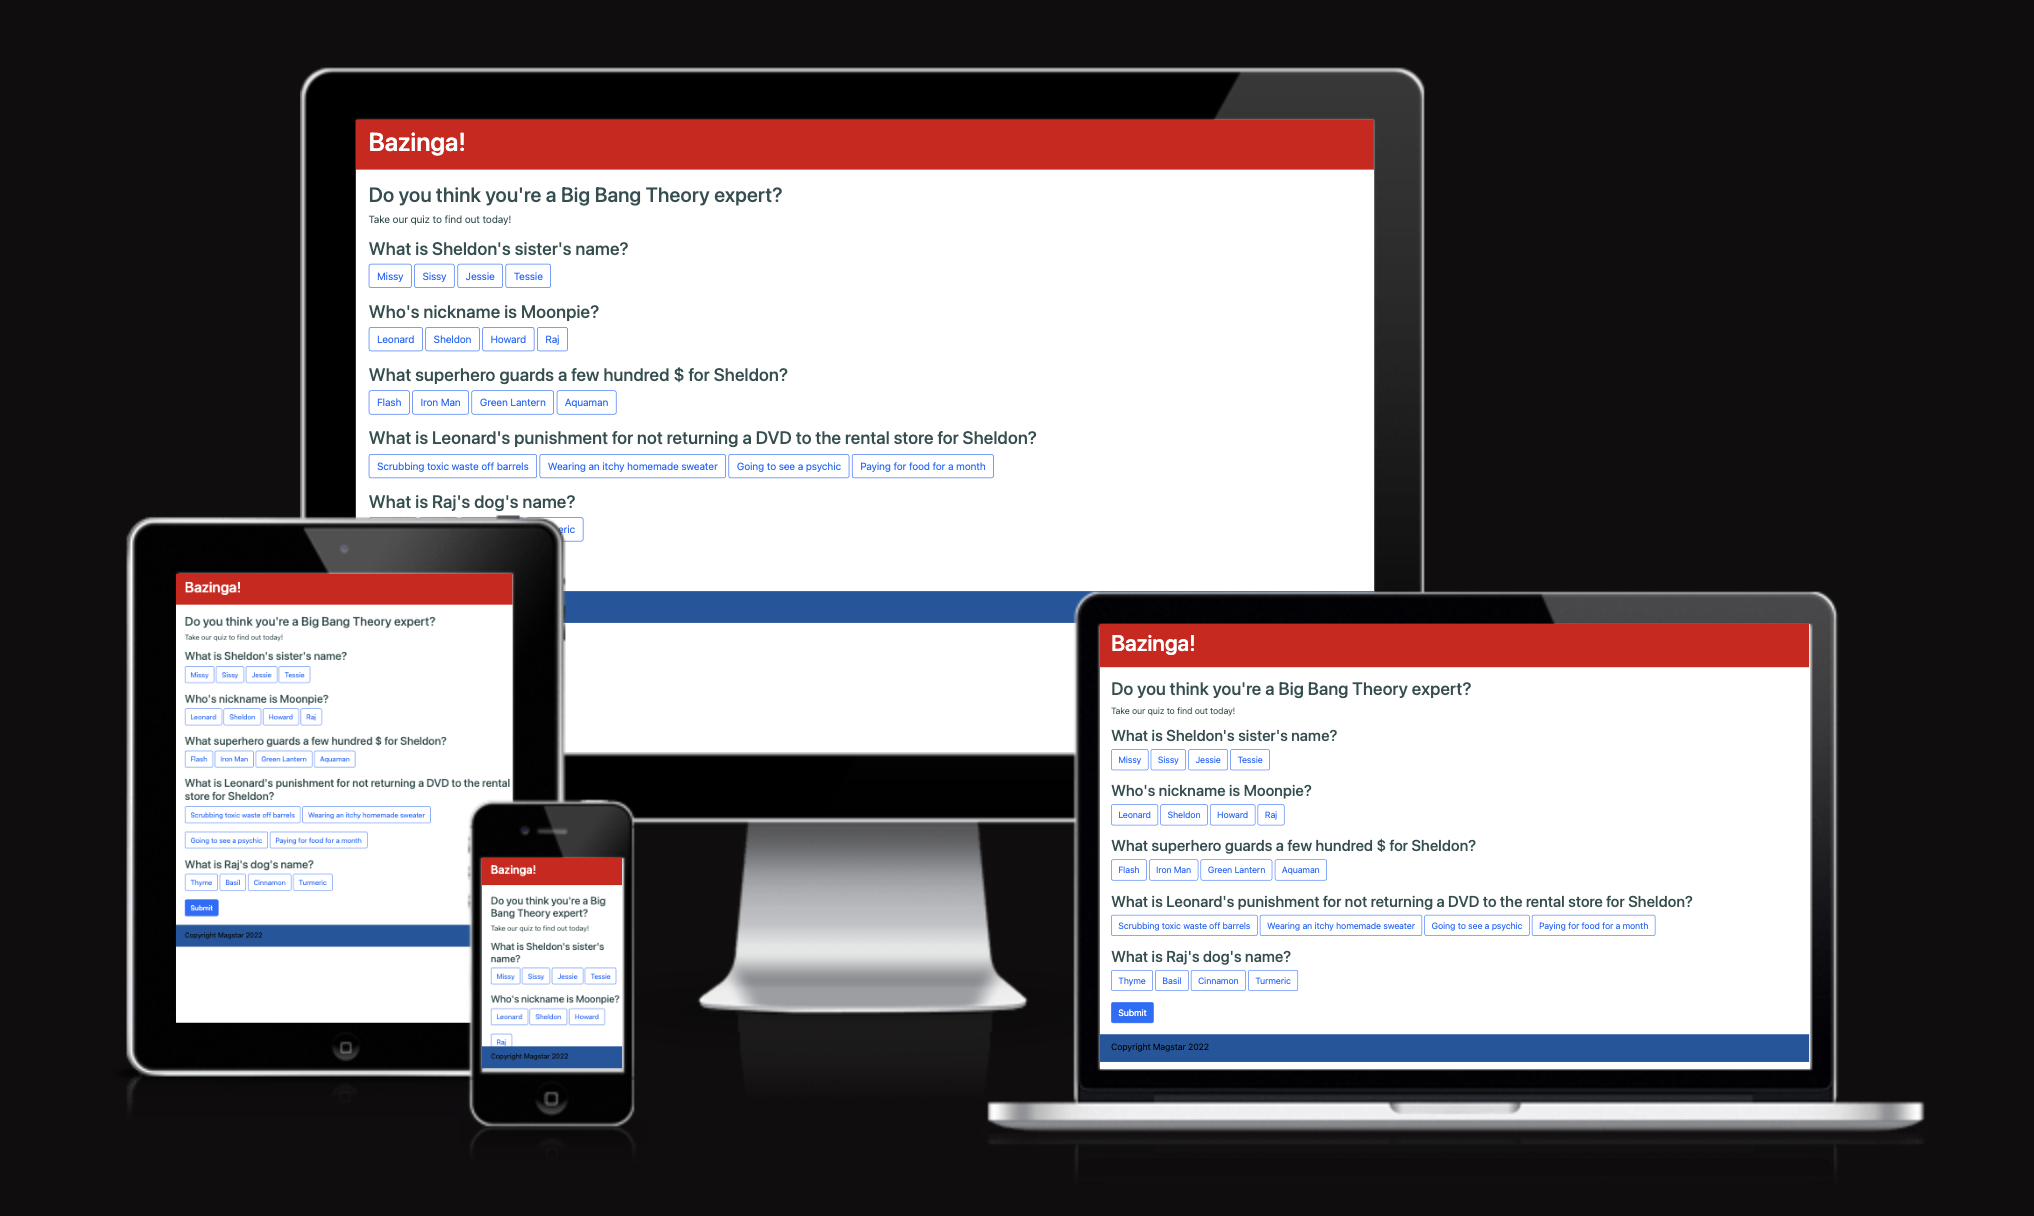 Bazinga!
Do you think you're a Big Bang Theory expert?
Take our quiz to find out today!
What is Sheldon's sister's name?
Missy Sissy Jessie Tessie
Who's nickname is Moonpie?
Leonard Sheldon Howard Raj
What superhero guards a few hundred $ for Sheldon?
Flash Iron Man Green Lantern Aquaman
What is Leonard's punishment for not returning a DVD to the rental store for Sheldon?
Scrubbing toxic waste off barrels Wearing an itchy homemade sweater Going to see a psychic Paying for food for a month
What is Raj's dog's name?
eric
Bazinga!
Do you think you're a Big Bang Theory expert?
Take our quiz to find out today!
What is Sheldon's sister's name?
Missy Sissy Jessie Tessie
Who's nickname is Moonpie?
Leonard Sheldon Howard Raj
What superhero guards a few hundred $ for Sheldon?
Flash Iron Man Green Lantern Aquaman
What is Leonard's punishment for not returning a DVD to the rental
store for Sheldon?
Scrubbing toxic waste off barrels Wearing an itchy homemade sweater
Going to see a psychic Paying for food for a month
What is Raj's dog's name?
Thyme Basil Cinnamon Turmeric
Submit
Copyright Magstar 2022
Bazinga!
Do you think you're a Big
Bang Theory expert?
Take our quiz to find out today!
What is Sheldon's sister's
name?
Missy Sissy Jessie Tessie
Who's nickname is Moonpie?
Leonard Sheldon Howard
Raj
Copyright Magstar 2022
Bazinga!
Do you think you're a Big Bang Theory expert?
Take our quiz to find out today!
What is Sheldon's sister's name?
Missy Sissy Jessie Tessie
Who's nickname is Moonpie?
Leonard Sheldon Howard Raj
What superhero guards a few hundred $ for Sheldon?
Flash Iron Man Green Lantern Aquaman
What is Leonard's punishment for not returning a DVD to the rental store for Sheldon?
Scrubbing toxic waste off barrels Wearing an itchy homemade sweater Going to see a psychic Paying for food for a month
What is Raj's dog's name?
Thyme Basil Cinnamon Turmeric
Submit
Copyright Magstar 2022